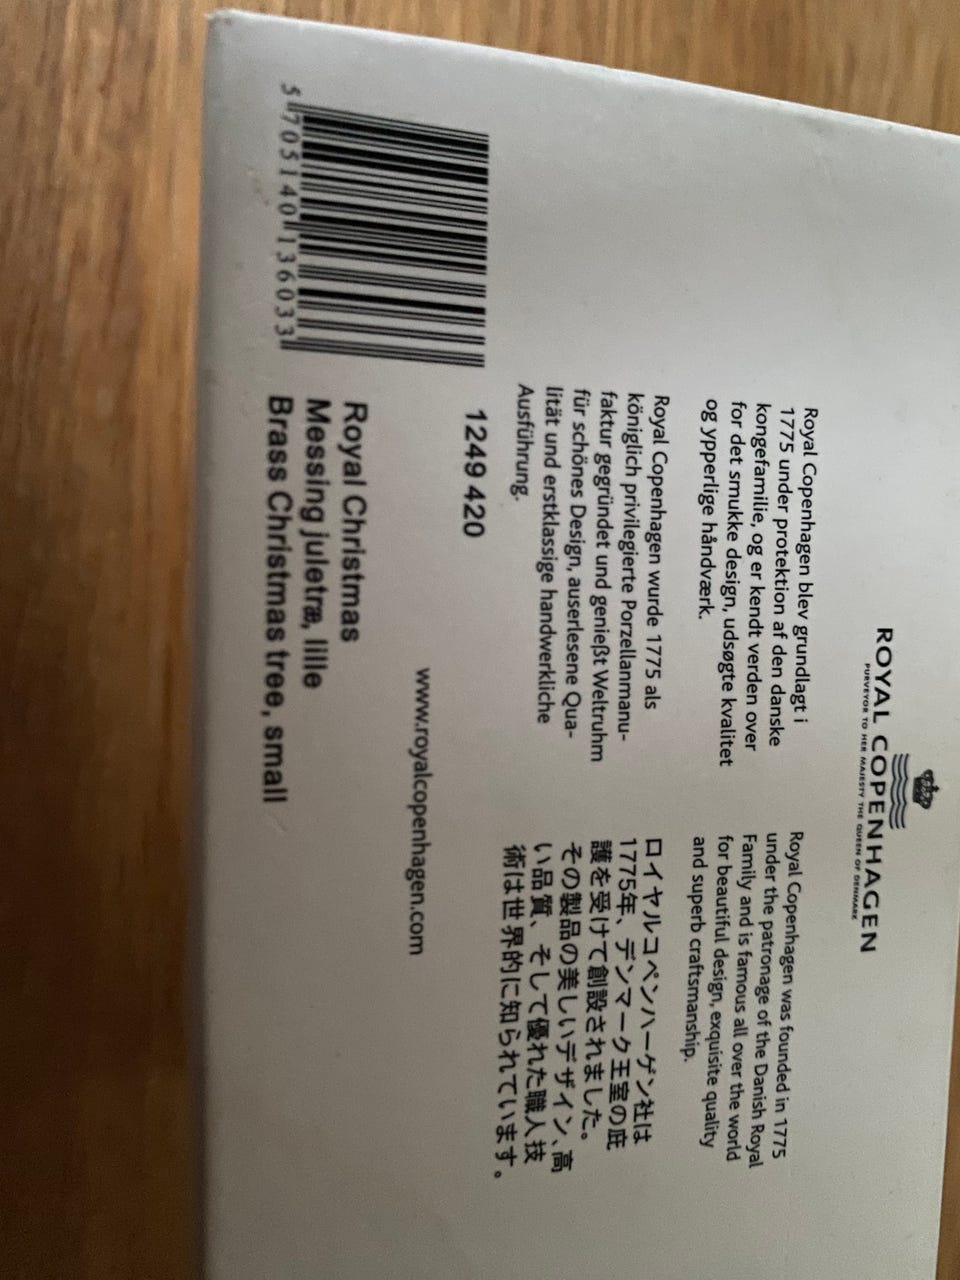 ROYAL COPENHAGEN
PURVEYOR TO HER MAJESTY THE QUEEN OF DENMARK
Royal Copenhagen blev grundlagt i
1775 under protektion af den danske
kongefamilie, og er kendt verden over
for det smukke design, udsøgte kvalitet
og ypperlige håndværk.
Royal Copenhagen was founded in 1775
under the patronage of the Danish Royal
Family and is famous all over the world
for beautiful design, exquisite quality
and superb craftsmanship.
Royal Copenhagen wurde 1775 als
königlich privilegierte Porzellanmanu-
faktur gegründet und genießt Weltruhm
für schönes Design, auserlesene Qua-
lität und erstklassige handwerkliche
Ausführung.
ロイヤルコペンハーゲン社は
1775年、デンマーク王室の庇
護を受けて創設されました。
その製品の美しいデザイン、高
い品質、そして優れた職人技
術は世界的に知られています。
1249 420
www.royalcopenhagen.com
Royal Christmas
Messing juletræ, lille
Brass Christmas tree, small
5 705140 136033